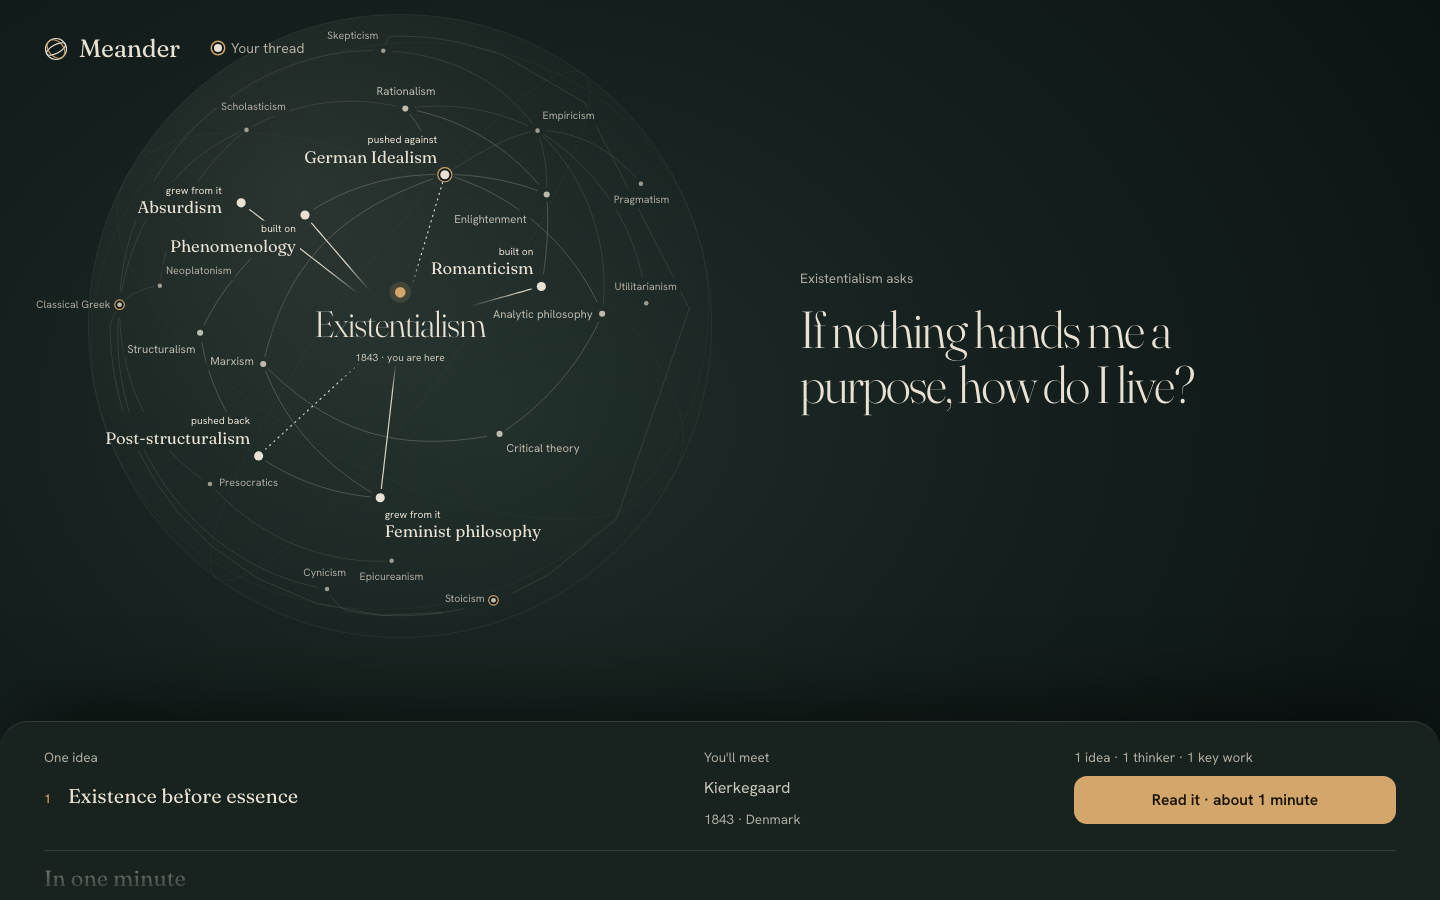 Meander
Your thread
Skepticism
Rationalism
Scholasticism
Empiricism
pushed against
German Idealism
grew from it
Absurdism
Pragmatism
Enlightenment
built on
Phenomenology
built on
Romanticism
Neoplatonism
Utilitarianism
Classical Greek
Analytic philosophy
Existentialism
1843 · you are here
Structuralism
Marxism
pushed back
Post-structuralism
Critical theory
Presocratics
grew from it
Feminist philosophy
Cynicism
Epicureanism
Stoicism
Existentialism asks
If nothing hands me a
purpose, how do I live?
One idea
1 Existence before essence
You'll meet
Kierkegaard
1843 · Denmark
1 idea · 1 thinker · 1 key work
Read it · about 1 minute
In one minute